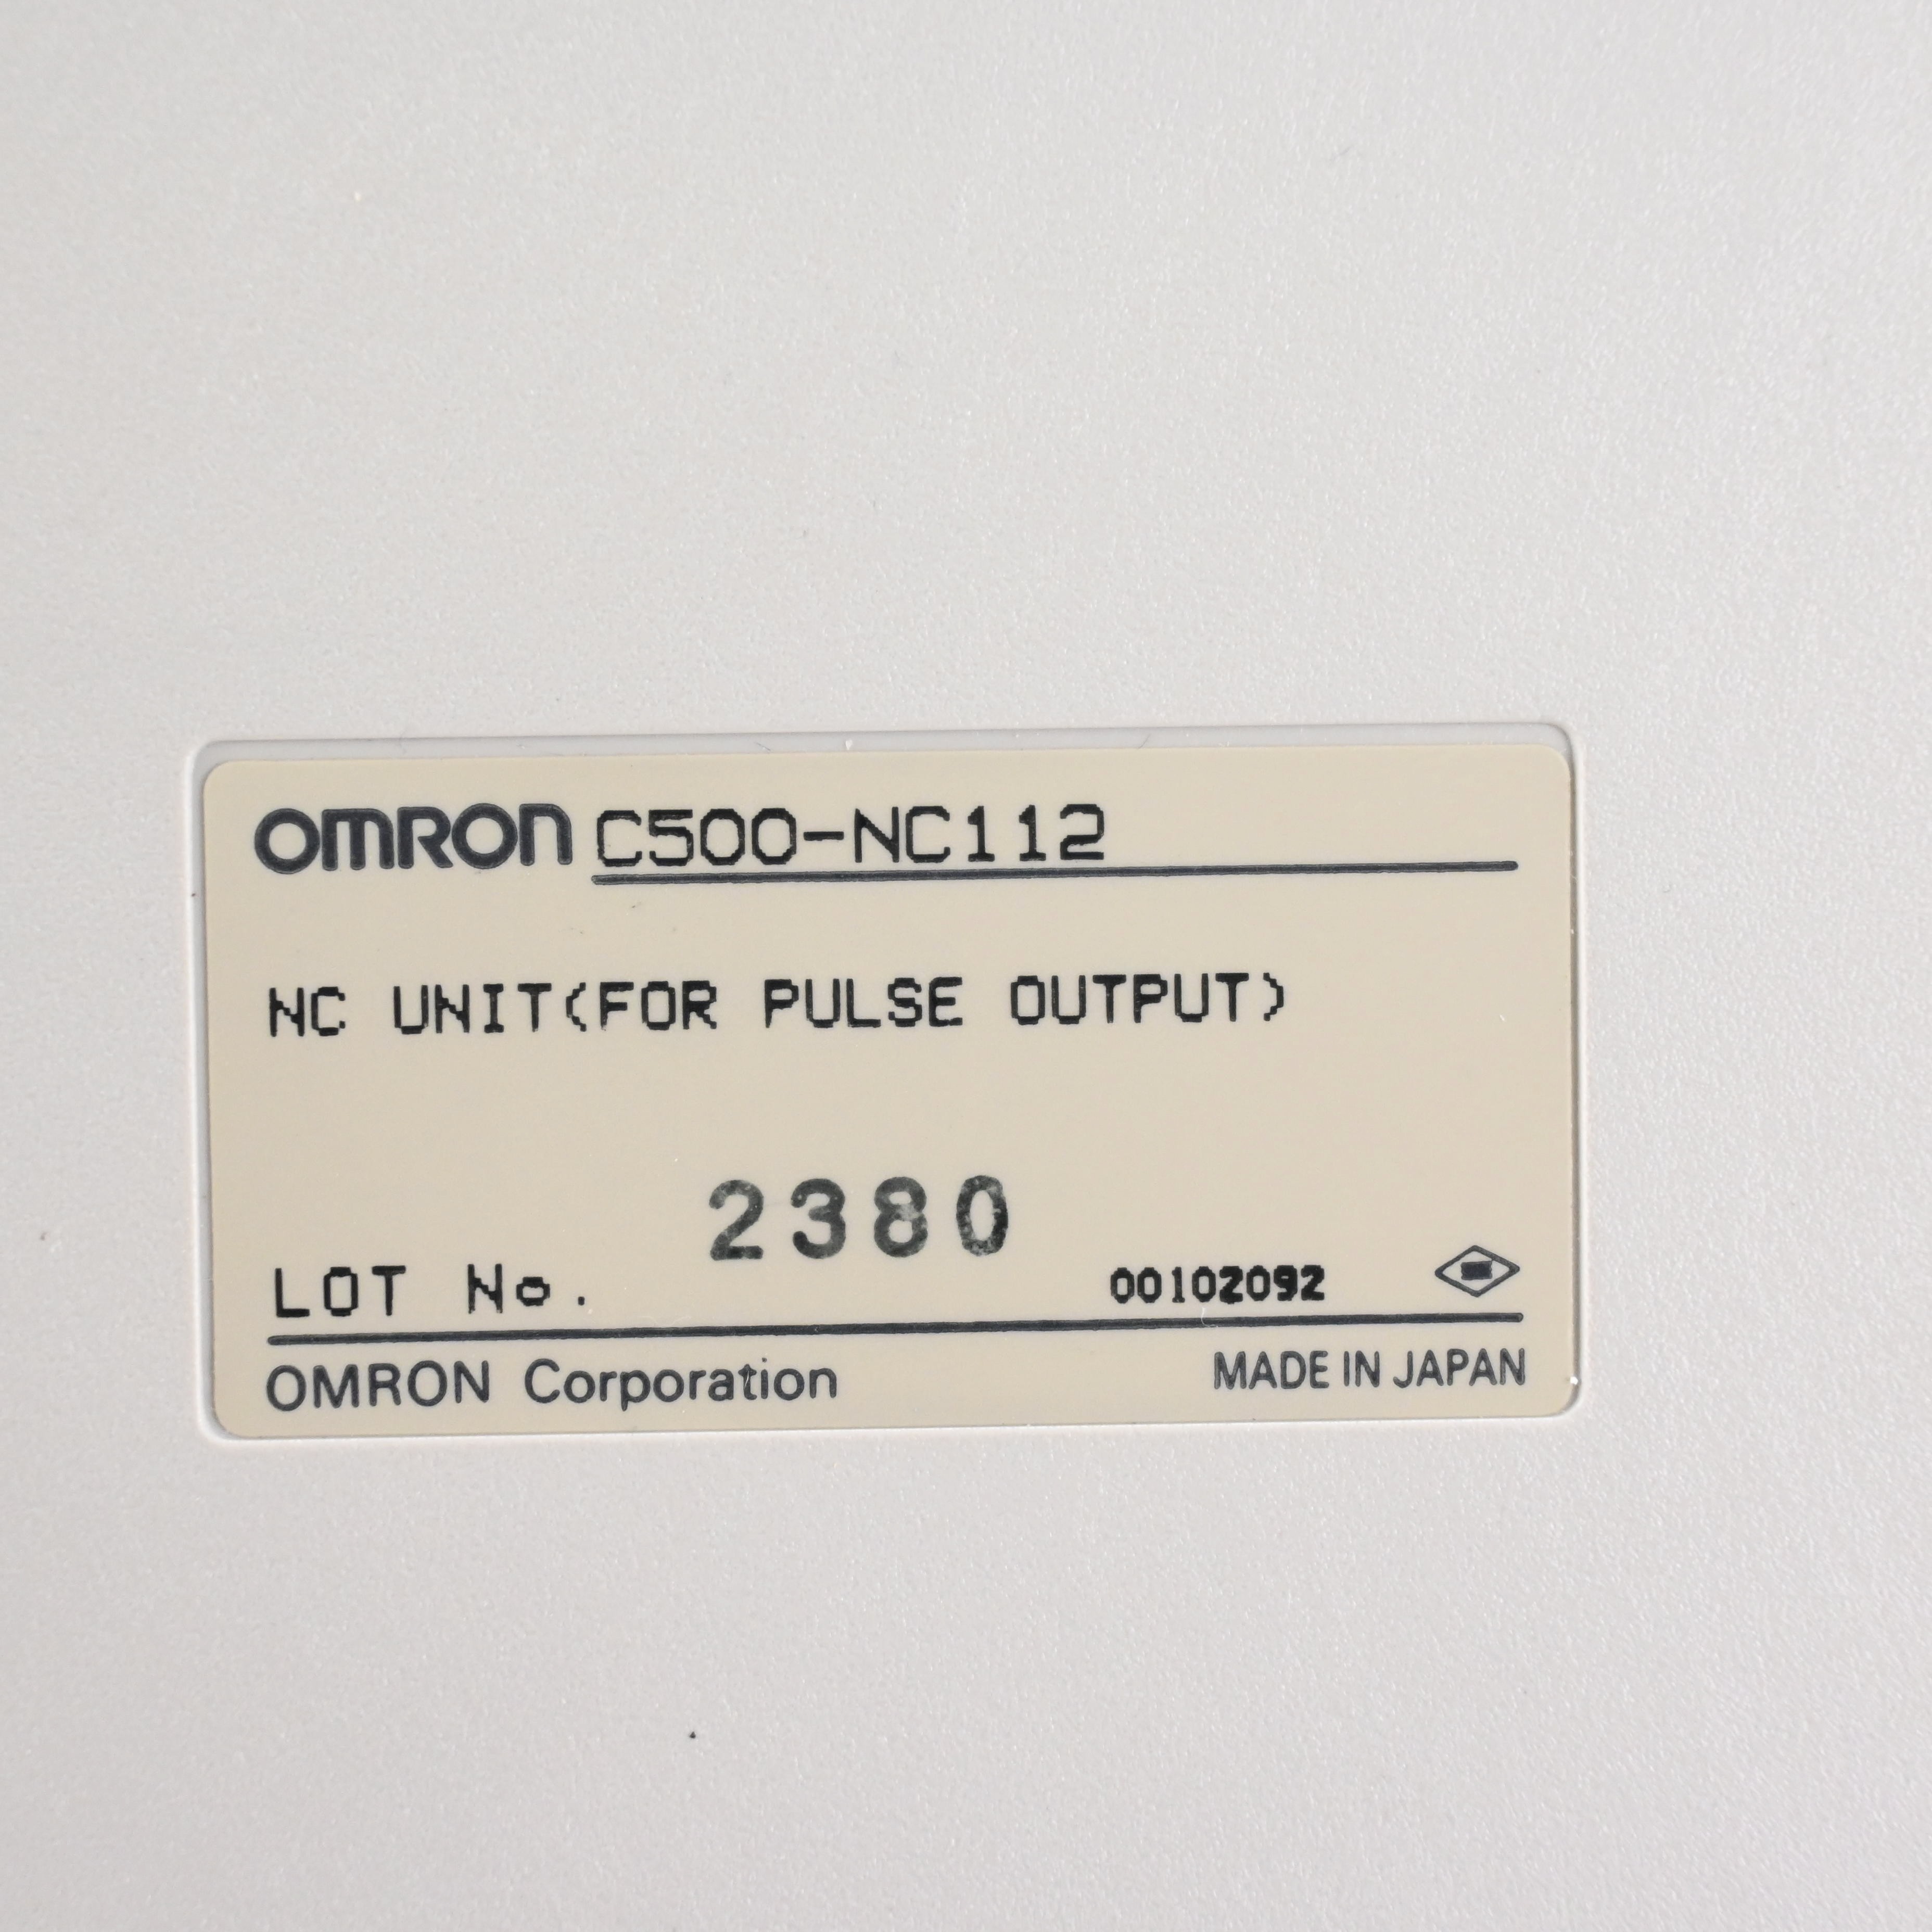 OMRON C500-NC112
NC UNIT(FOR PULSE OUTPUT)
2380
LOT No. 00102092
OMRON Corporation MADE IN JAPAN